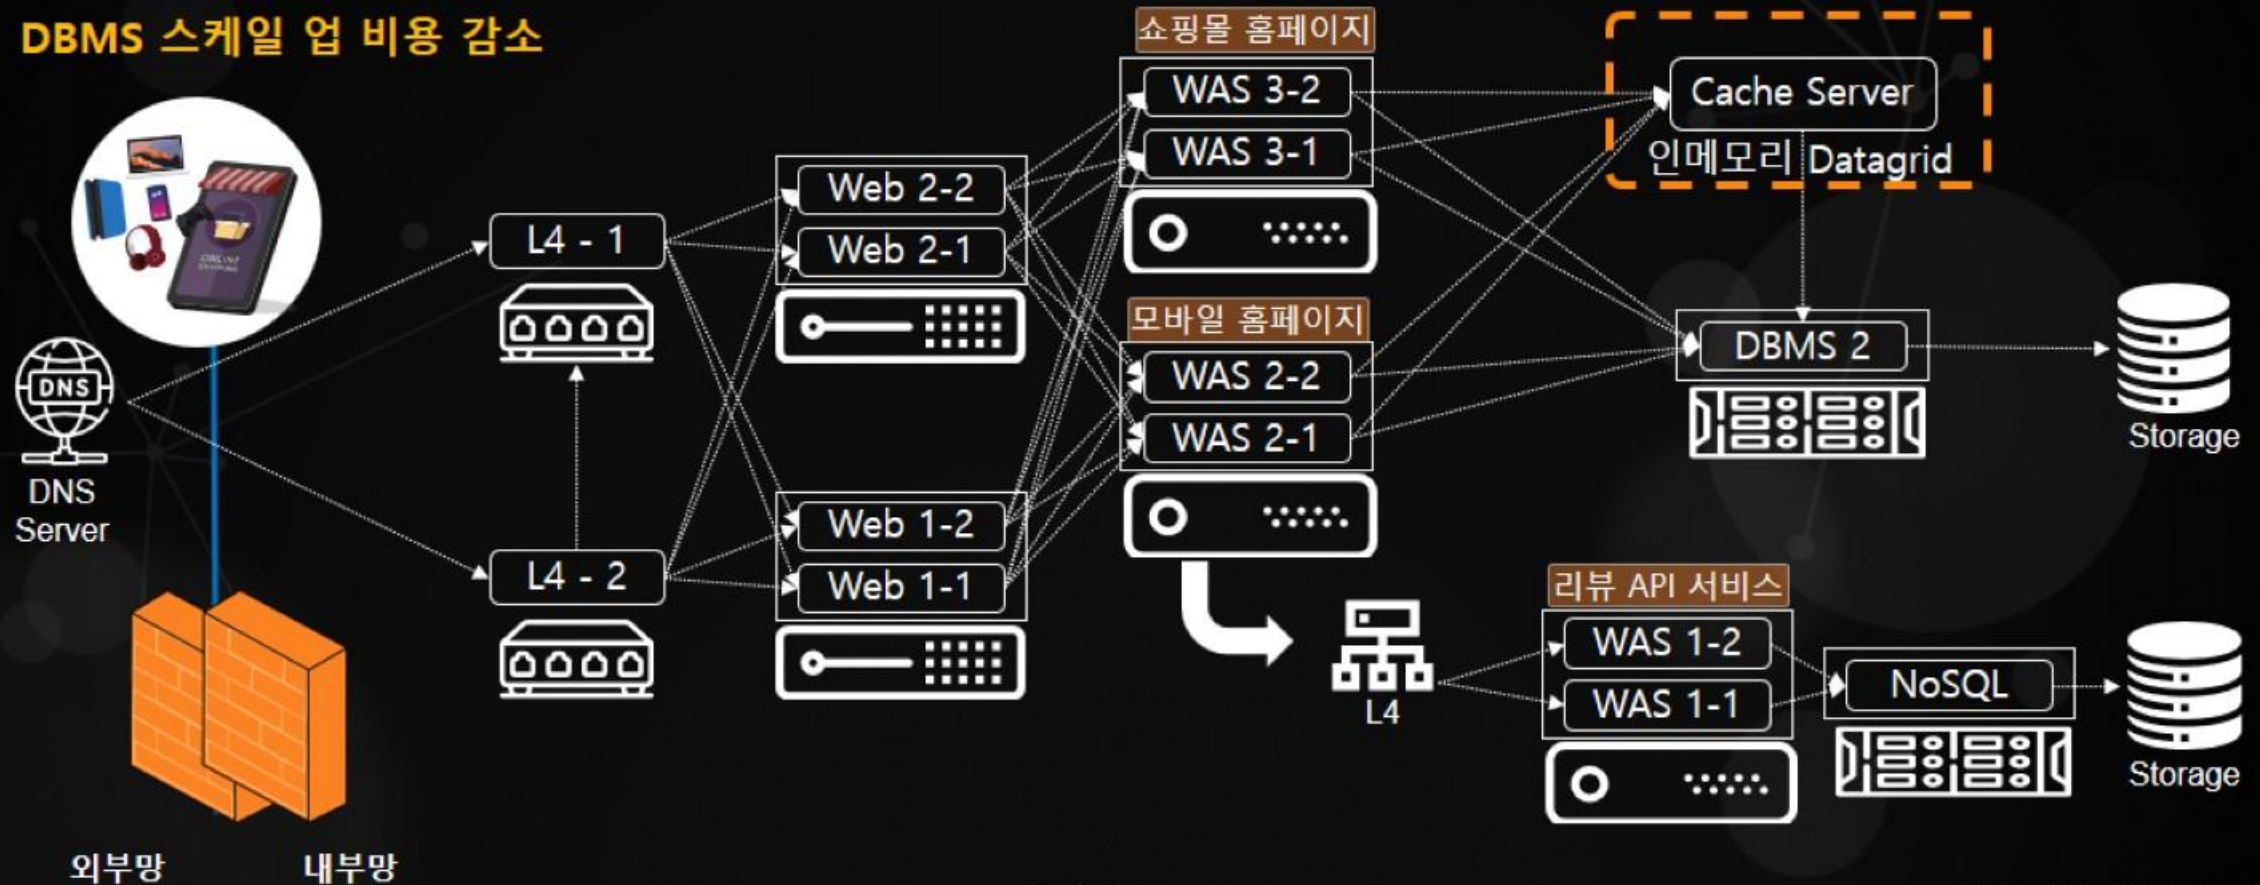 DBMS 스케일 업 비용 감소
DNS
DNS
Server
외부망
내부망
L4 - 1
L4 - 2
Web 2-2
Web 2-1
Web 1-2
Web 1-1
쇼핑몰 홈페이지
WAS 3-2
WAS 3-1
모바일 홈페이지
WAS 2-2
WAS 2-1
Cache Server
인메모리 Datagrid
DBMS 2
Storage
L4
리뷰 API 서비스
WAS 1-2
WAS 1-1
NoSQL
Storage